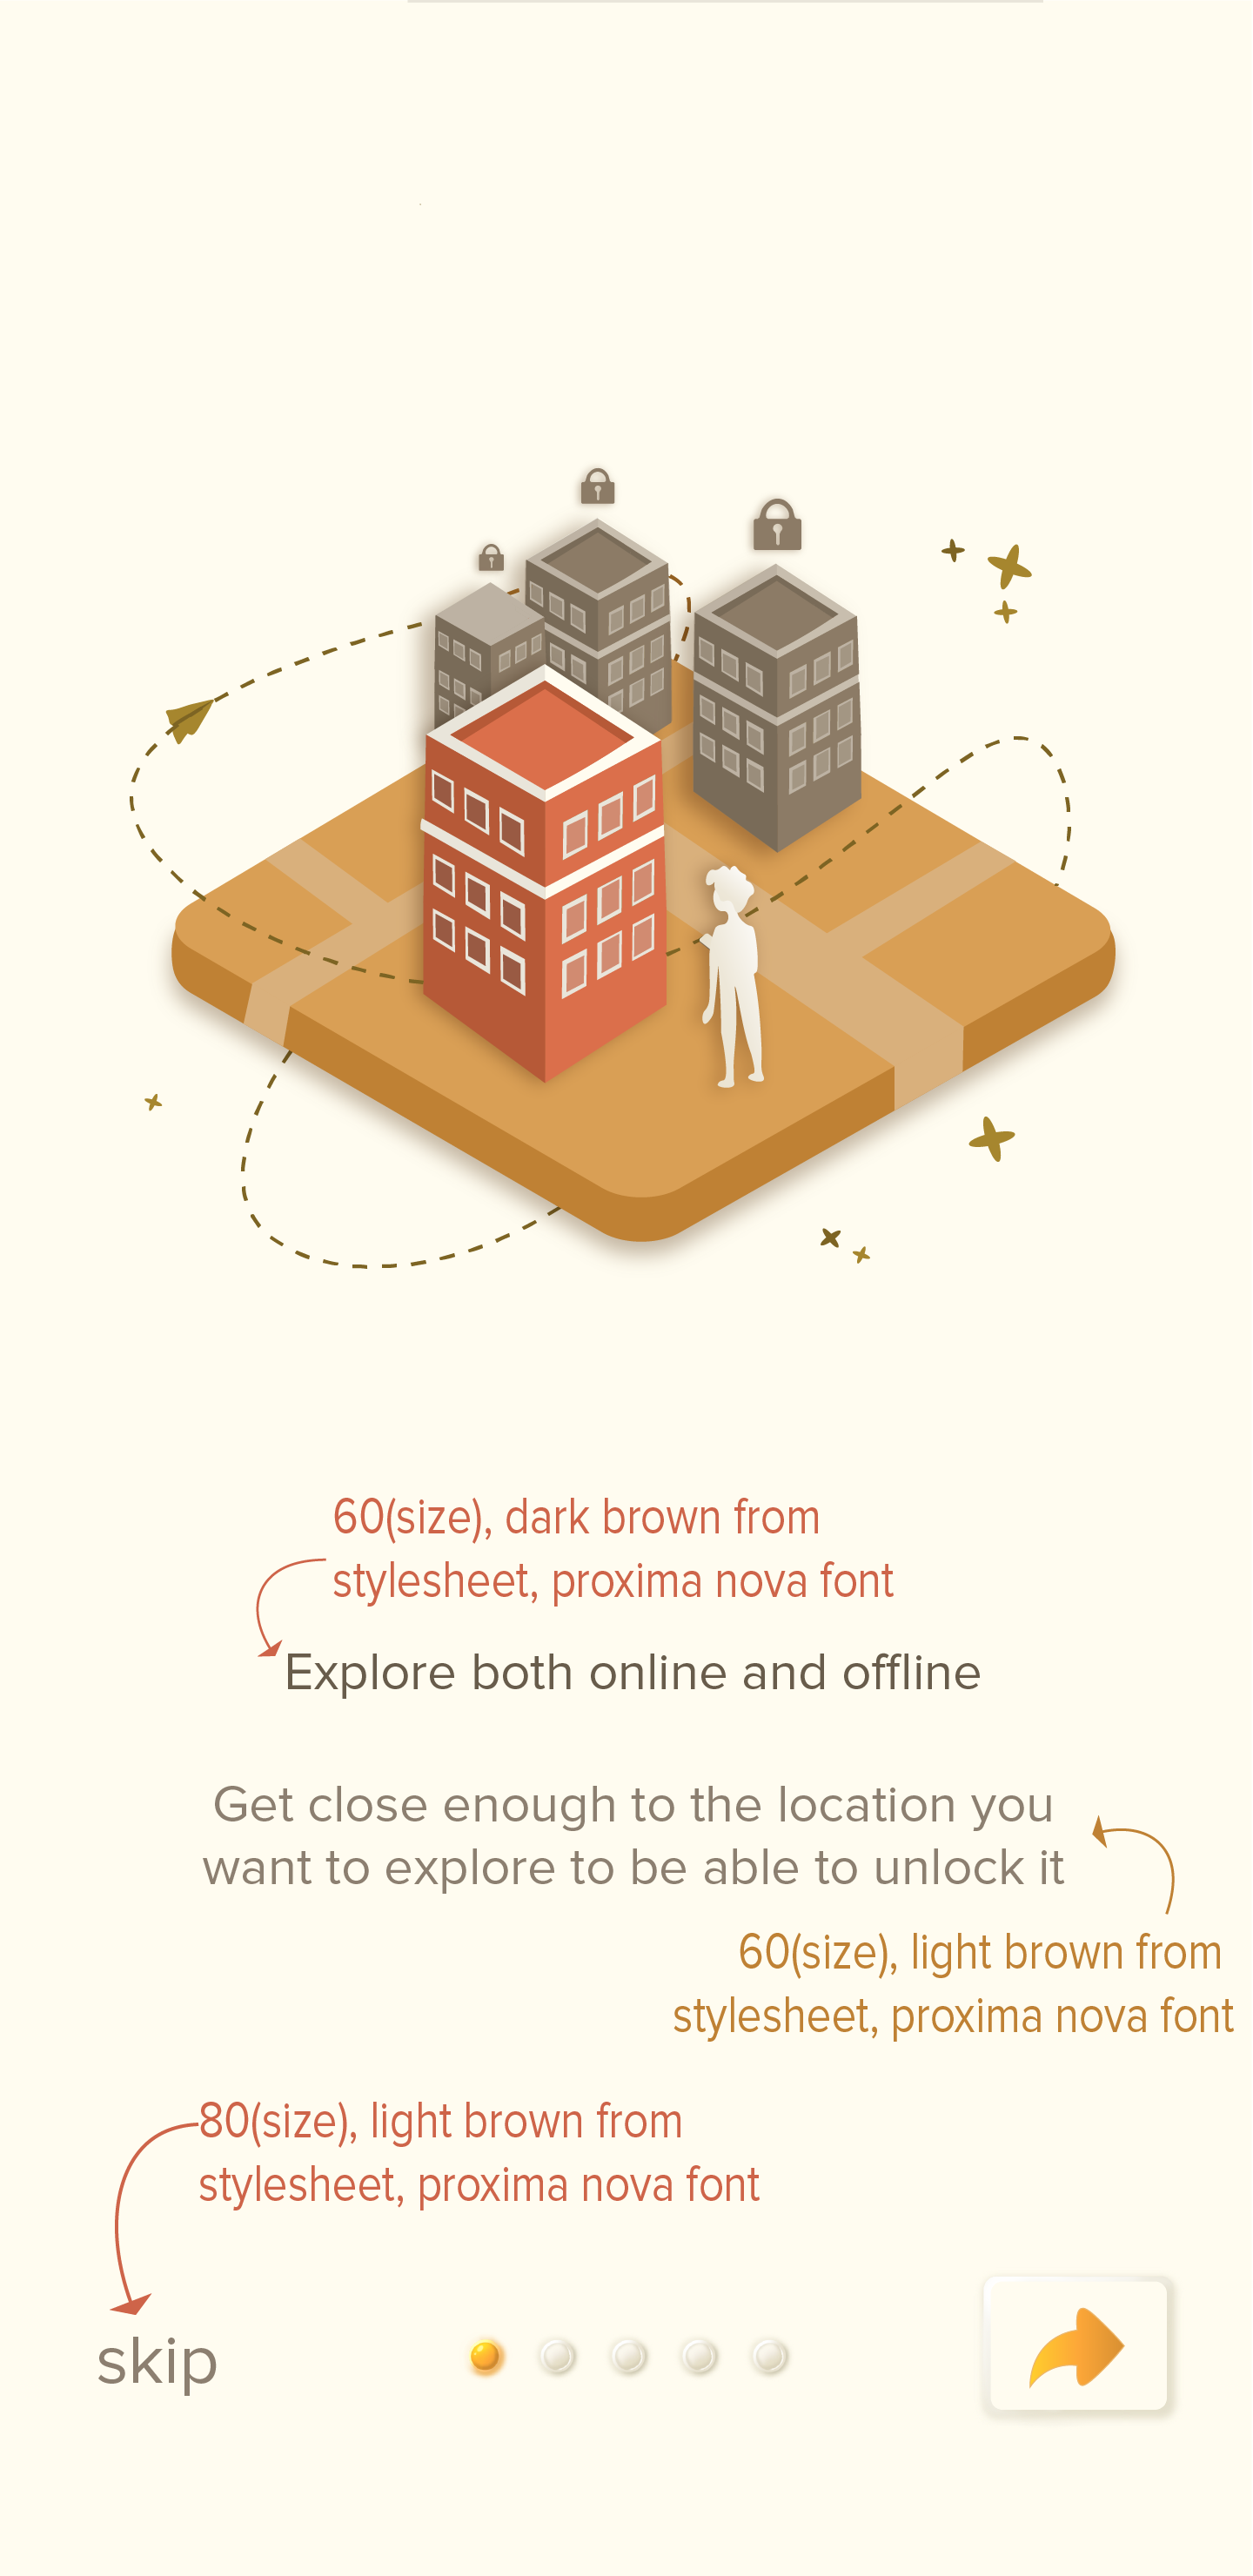 60(size), dark brown from
stylesheet, proxima nova font
Explore both online and offline
Get close enough to the location you
want to explore to be able to unlock it
60(size), light brown from
stylesheet, proxima nova font
80(size), light brown from
stylesheet, proxima nova font
skip